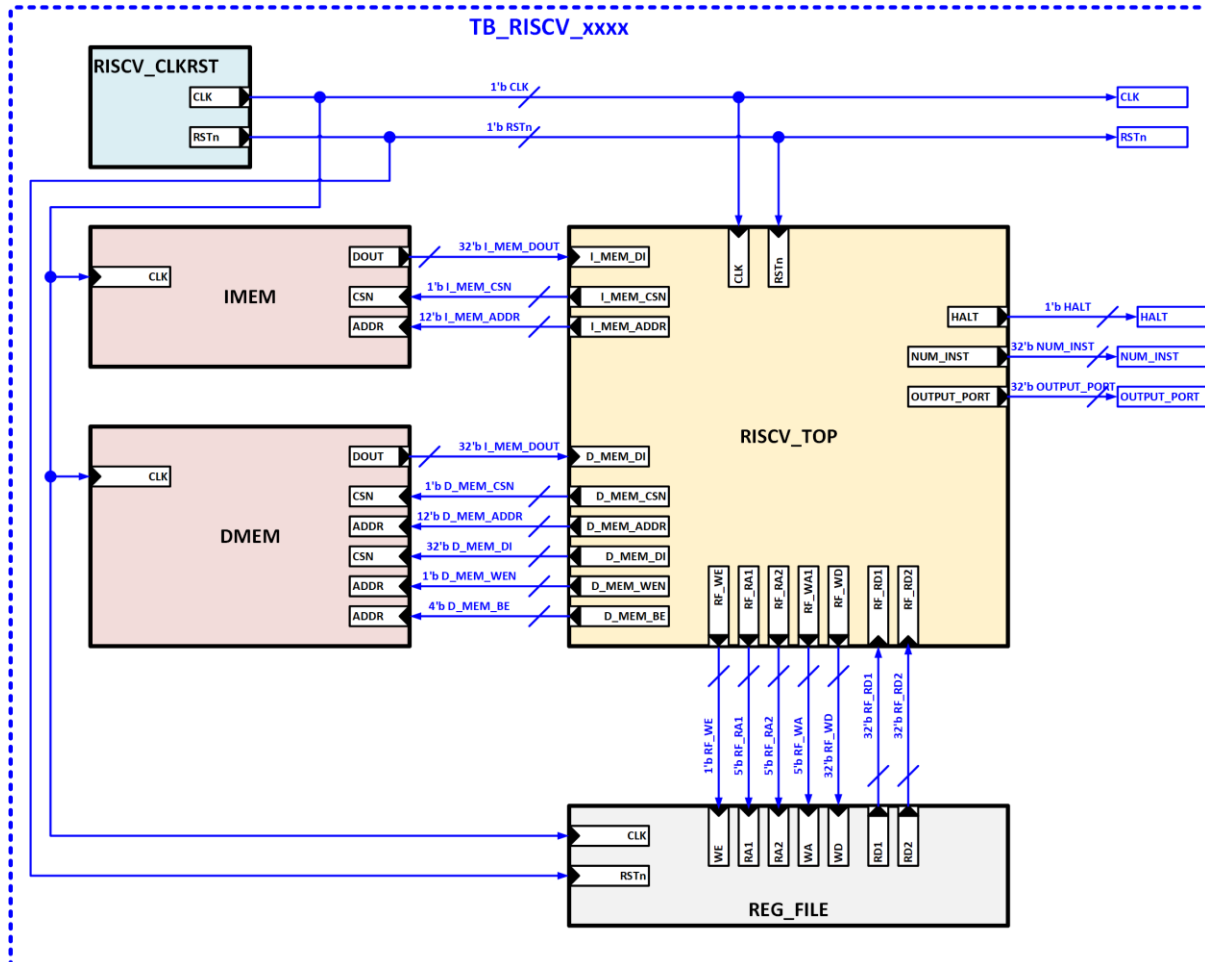 TB_RISCV_xxxx
RISCV_CLKRST
CLK
1'b CLK
CLK
RSTn
1'b RSTn
RSTn
IMEM
CLK
DOUT
CSN
ADDR
32'b I_MEM_DOUT
1'b I_MEM_CSN
12'b I_MEM_ADDR
I_MEM_DI
I_MEM_CSN
I_MEM_ADDR
CLK
RSTn
RISCV_TOP
HALT
1'b HALT
HALT
NUM_INST
32'b NUM_INST
NUM_INST
OUTPUT_PORT
32'b OUTPUT_PORT
OUTPUT_PORT
DMEM
CLK
DOUT
CSN
ADDR
CSN
ADDR
ADDR
32'b I_MEM_DOUT
1'b D_MEM_CSN
12'b D_MEM_ADDR
32'b D_MEM_DI
1'b D_MEM_WEN
4'b D_MEM_BE
D_MEM_DI
D_MEM_CSN
D_MEM_ADDR
D_MEM_DI
D_MEM_WEN
D_MEM_BE
RF_WE
RF_RA1
RF_RA2
RF_WA1
RF_WD
RF_RD1
RF_RD2
1'b RF_WE
5'b RF_RA1
5'b RF_RA2
5'b RF_WA
32'b RF_WD
32'b RF_RD1
32'b RF_RD2
CLK
RSTn
WE
RA1
RA2
WA
WD
RD1
RD2
REG_FILE